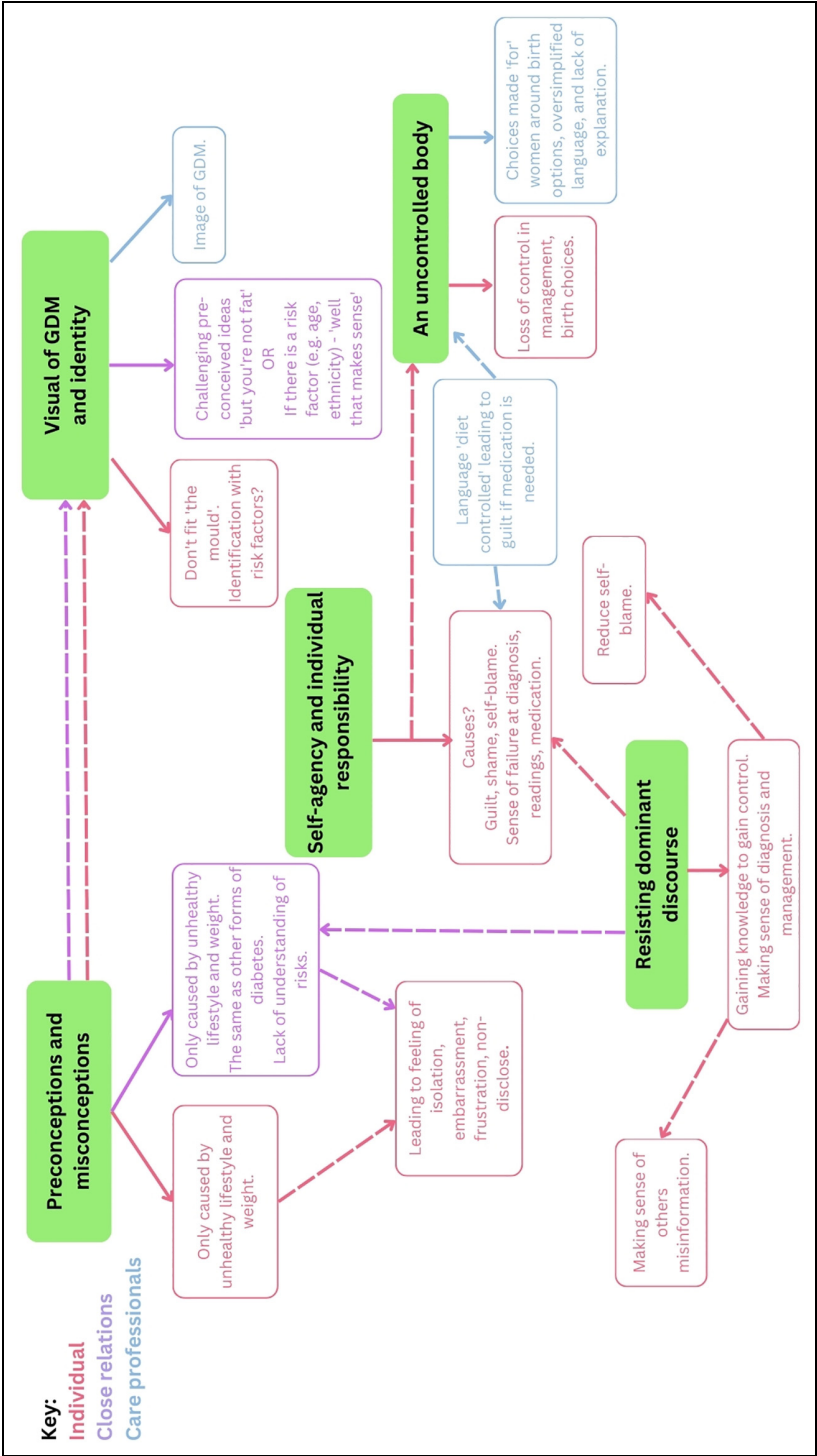 Key:
Individual
Close relations
Care professionals
Preconceptions and
misconceptions
Only caused by
unhealthy lifestyle and
weight.
Only caused by unhealthy
lifestyle and weight.
The same as other forms of
diabetes.
Lack of understanding of
risks.
Leading to feeling of
isolation,
embarrassment,
frustration, non-
disclose.
Visual of GDM
and identity
Don't fit 'the
mould'.
Identification with
risk factors?
Challenging pre-
conceived ideas
'but you're not fat'
OR
If there is a risk
factor (e.g. age,
ethnicity) - 'well
that makes sense'
Image of GDM.
Self-agency and individual
responsibility
Causes?
Guilt, shame, self-blame.
Sense of failure at diagnosis,
readings, medication.
Language 'diet
controlled' leading to
guilt if medication is
needed.
An uncontrolled body
Loss of control in
management,
birth choices.
Choices made 'for'
women around birth
options, oversimplified
language, and lack of
explanation.
Resisting dominant
discourse
Making sense of
others
misinformation.
Gaining knowledge to gain control.
Making sense of diagnosis and
management.
Reduce self-
blame.